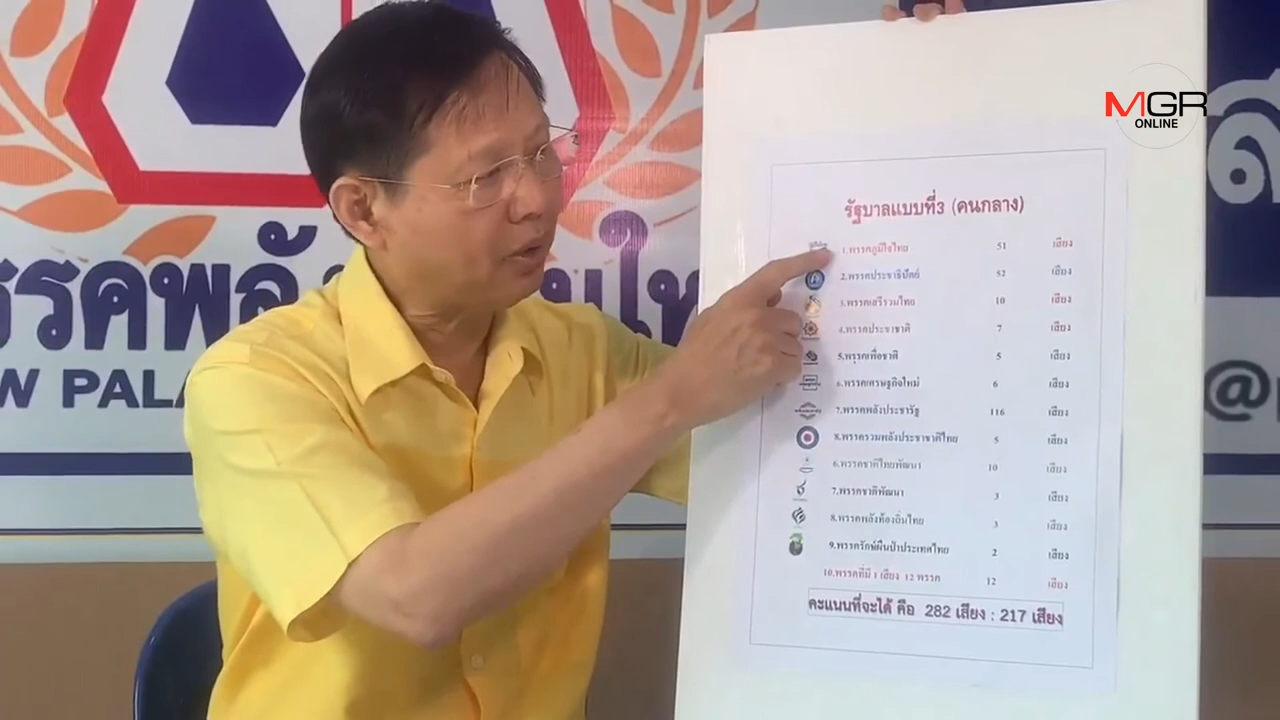 MGR
ONLINE
รัฐบาลแบบที่3 (คนกลาง)
1.พรรคภูมิใจไทย 51 เสียง
2.พรรคประชาธิปัตย์ 52 เสียง
3.พรรคเสรีรวมไทย 10 เสียง
4.พรรคประชาชาติ 7 เสียง
5.พรรคเพื่อชาติ 5 เสียง
6.พรรคเศรษฐกิจใหม่ 6 เสียง
7.พรรคพลังประชารัฐ 116 เสียง
8.พรรครวมพลังประชาชาติไทย 5 เสียง
6.พรรคชาติไทยพัฒนา 10 เสียง
7.พรรคชาติพัฒนา 3 เสียง
8.พรรคพลังท้องถิ่นไทย 3 เสียง
9.พรรครักษ์ผืนป่าประเทศไทย 2 เสียง
10.พรรคที่มี 1 เสียง 12 พรรค 12 เสียง
คะแนนที่จะได้ คือ 282 เสียง : 217 เสียง
รรคพลั
มไท
W PALA
ส
@